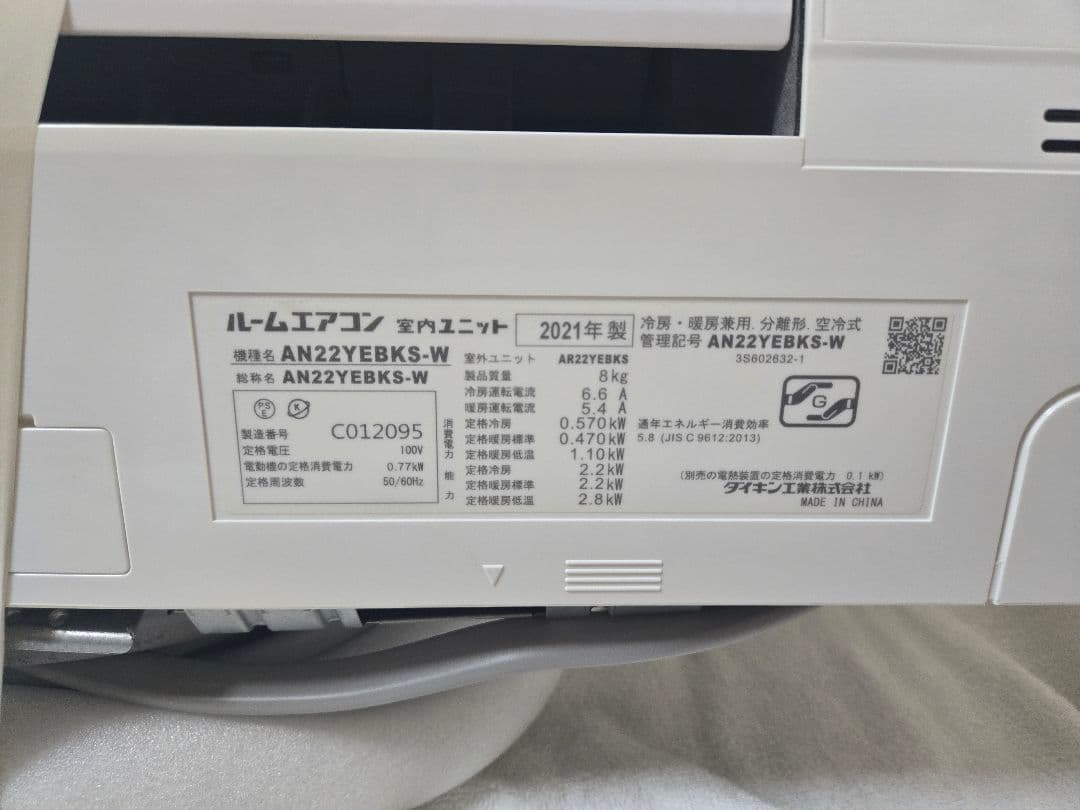 ルームエアコン 室内ユニット 2021年製 冷房・暖房兼用.分離形.空冷式
機種名 AN22YEBKS-W 室外ユニット AR22YEBKS 管理記号 AN22YEBKS-W
3S602632-1
総称名 AN22YEBKS-W 製品質量 8kg
冷房運転電流 6.6 A
暖房運転電流 5.4 A
PS E
製造番号 C012095
定格電圧 100V
電動機の定格消費電力 0.77kW
定格周波数 50/60Hz
消費電力
定格冷房 0.570kW
定格暖房標準 0.470kW
定格暖房低温 1.10kW
能力
定格冷房 2.2kW
定格暖房標準 2.2kW
定格暖房低温 2.8kW
G
通年エネルギー消費効率
5.8 (JIS C 9612:2013)
(別売の電熱装置の定格消費電力 0.1 kW)
ダイキン工業株式会社
MADE IN CHINA